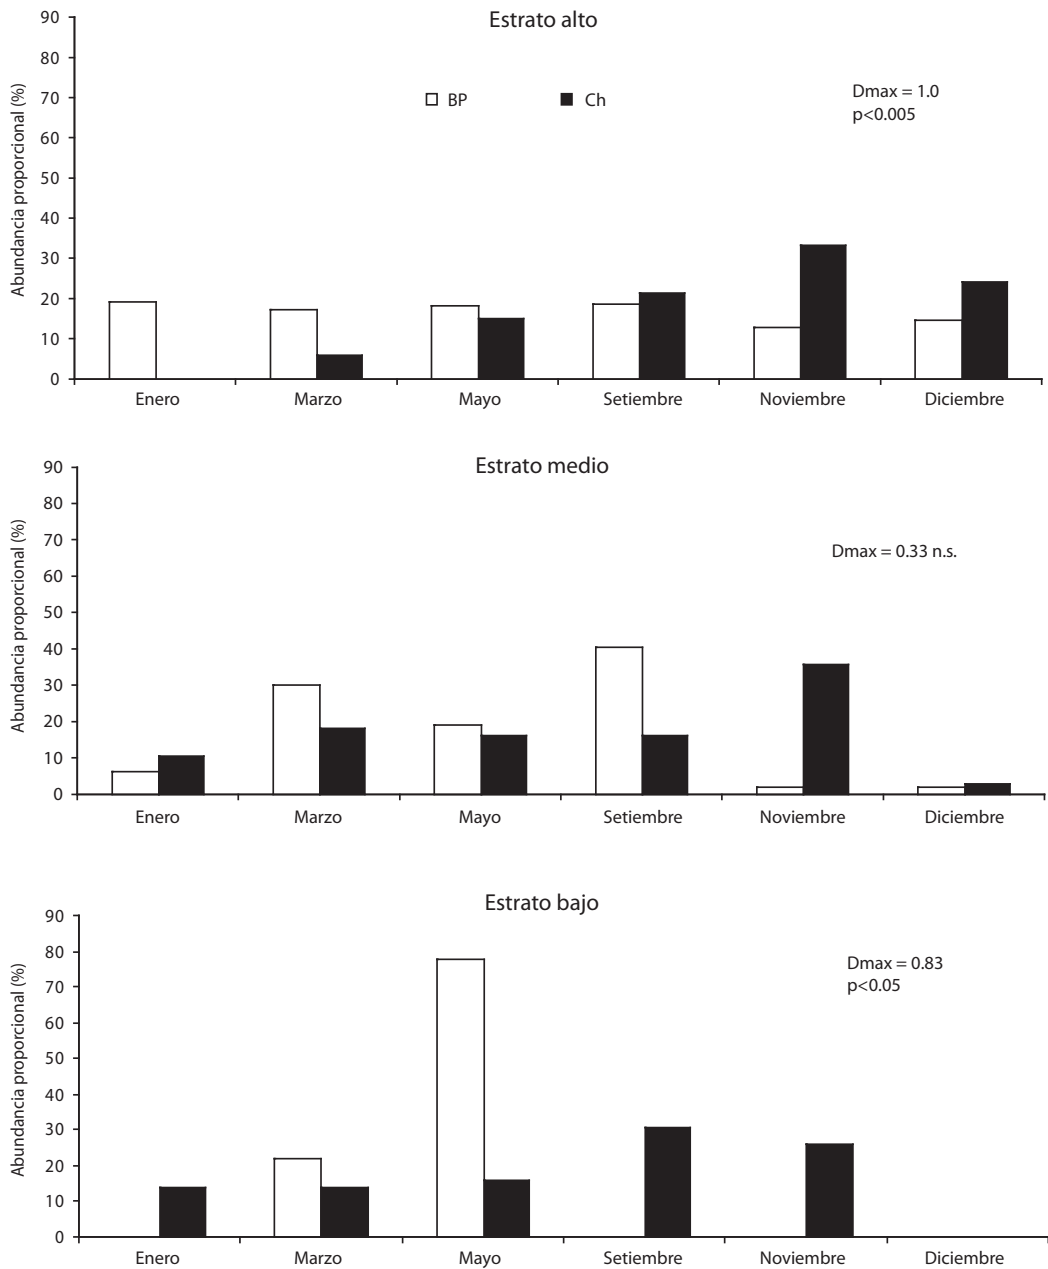 Estrato alto
90
80
70
60
50
40
30
20
10
0
Abundancia proporcional (%)
BP
Ch
Dmax = 1.0
p<0.005
Enero Marzo Mayo Setiembre Noviembre Diciembre
Estrato medio
90
80
70
60
50
40
30
20
10
0
Abundancia proporcional (%)
Dmax = 0.33 n.s.
Enero Marzo Mayo Setiembre Noviembre Diciembre
Estrato bajo
90
80
70
60
50
40
30
20
10
0
Abundancia proporcional (%)
Dmax = 0.83
p<0.05
Enero Marzo Mayo Setiembre Noviembre Diciembre